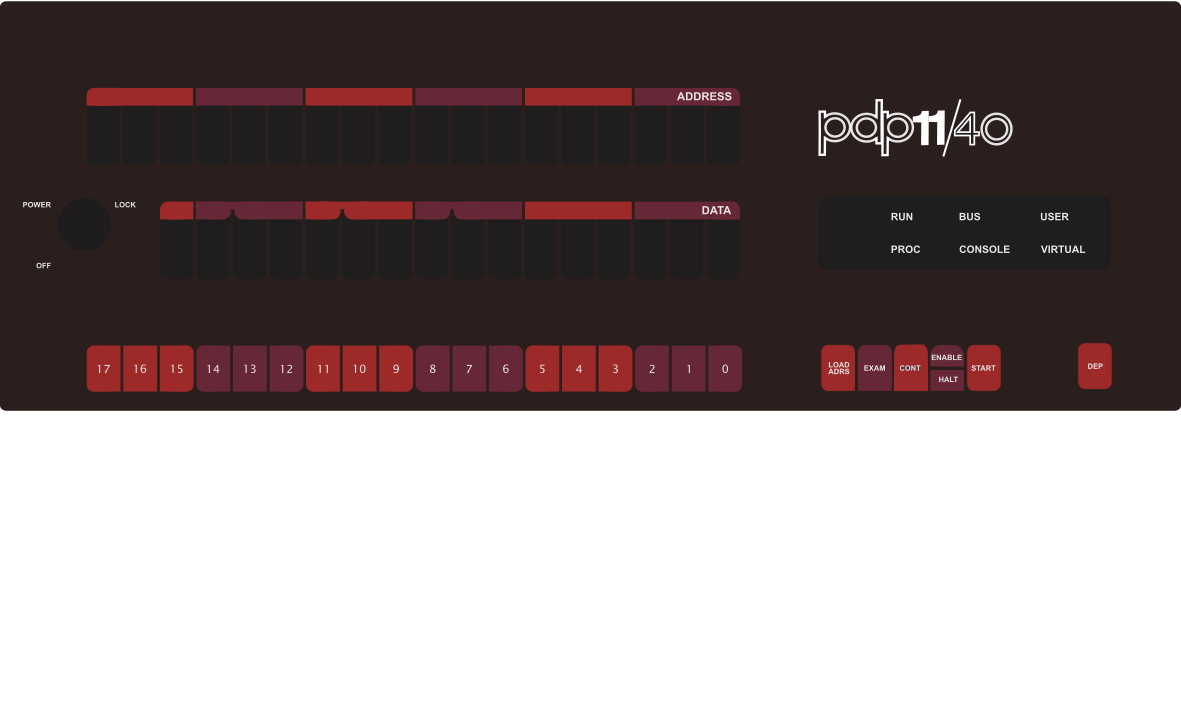 ADDRESS
pdp11/40
POWER
LOCK
DATA
RUN BUS USER
OFF
PROC CONSOLE VIRTUAL
17 16 15 14 13 12 11 10 9 8 7 6 5 4 3 2 1 0
LOAD
ADRS
EXAM
CONT
ENABLE
HALT
START
DEP